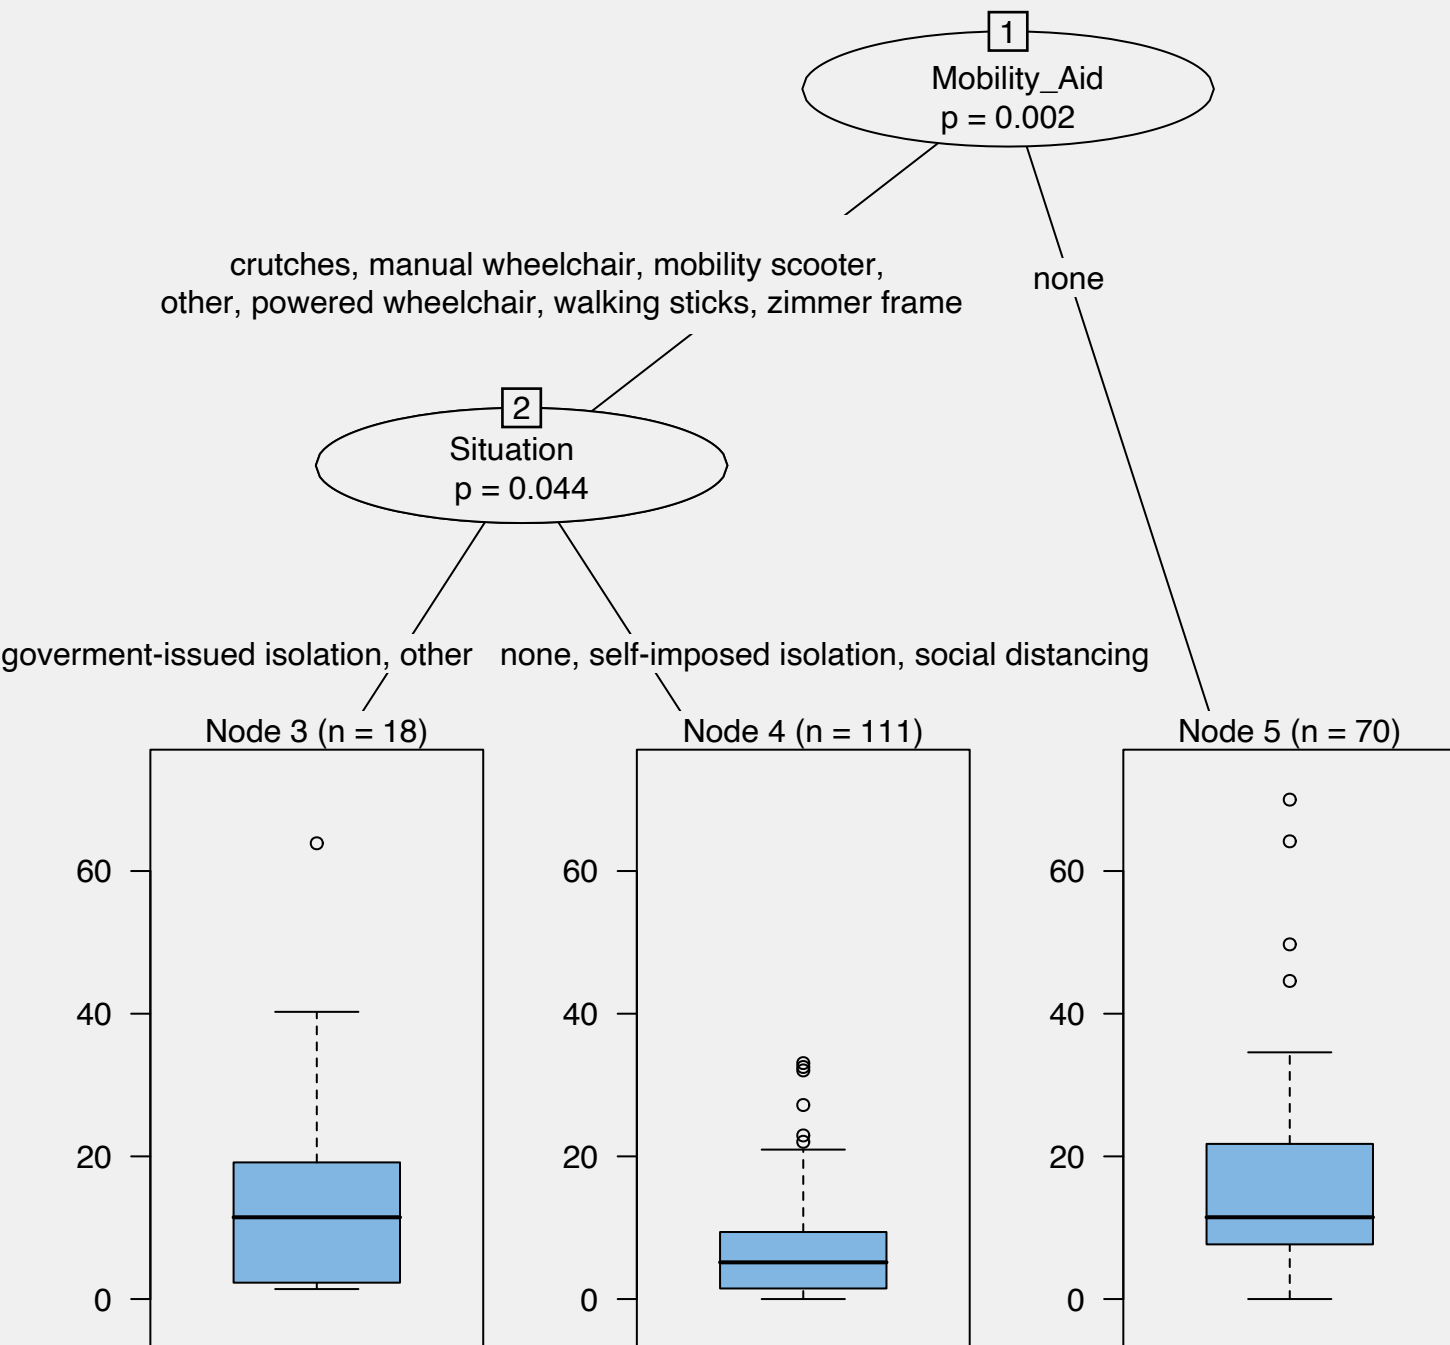 1
Mobility_Aid
p = 0.002
crutches, manual wheelchair, mobility scooter,
other, powered wheelchair, walking sticks, zimmer frame
none
2
Situation
p = 0.044
goverment-issued isolation, other
none, self-imposed isolation, social distancing
Node 3 (n = 18)
60
40
20
0
Node 4 (n = 111)
60
40
20
0
Node 5 (n = 70)
60
40
20
0